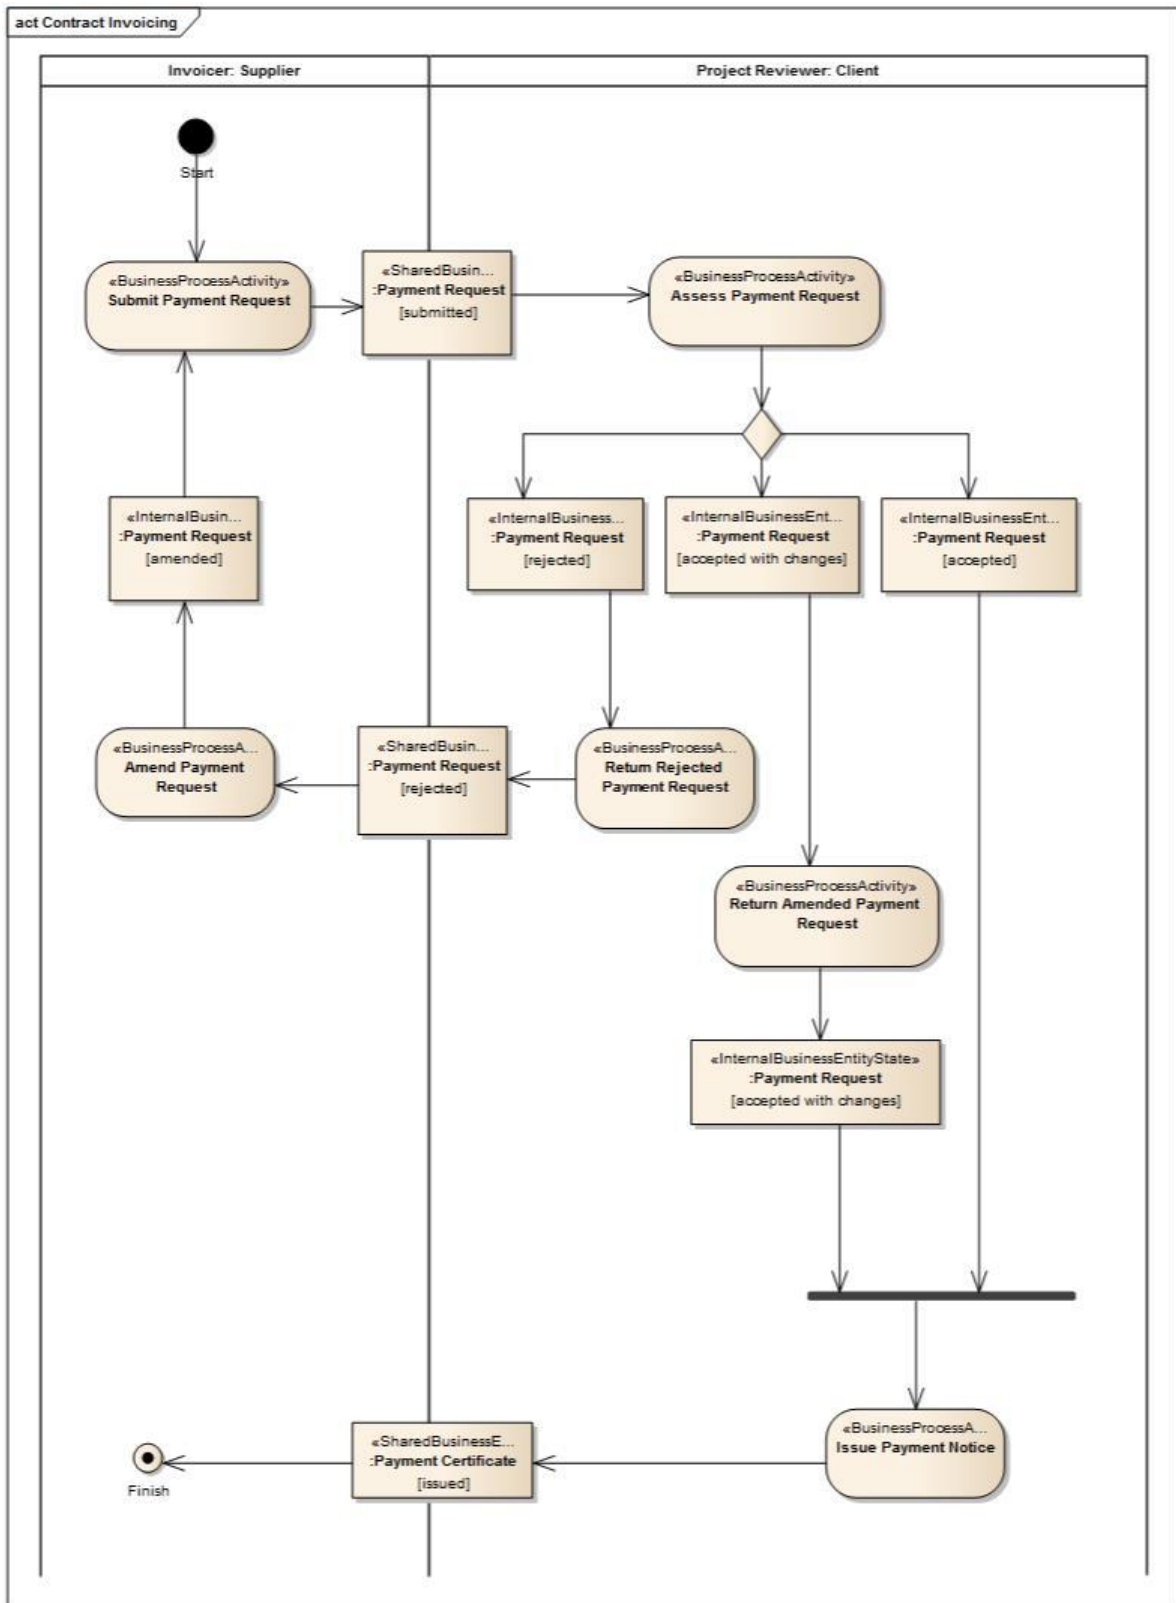 act Contract Invoicing
Invoicer: Supplier
Project Reviewer: Client
Start
«BusinessProcessActivity»
Submit Payment Request
«SharedBusin...
:Payment Request
[submitted]
«BusinessProcessActivity»
Assess Payment Request
«InternalBusin...
:Payment Request
[amended]
«InternalBusiness...
:Payment Request
[rejected]
«InternalBusinessEnt...
:Payment Request
[accepted with changes]
«InternalBusinessEnt...
:Payment Request
[accepted]
«BusinessProcessA...
Amend Payment
Request
«SharedBusin...
:Payment Request
[rejected]
«BusinessProcessA...
Return Rejected
Payment Request
«BusinessProcessActivity»
Return Amended Payment
Request
«InternalBusinessEntityState»
:Payment Request
[accepted with changes]
«BusinessProcessA...
Issue Payment Notice
«SharedBusinessE...
:Payment Certificate
[issued]
Finish